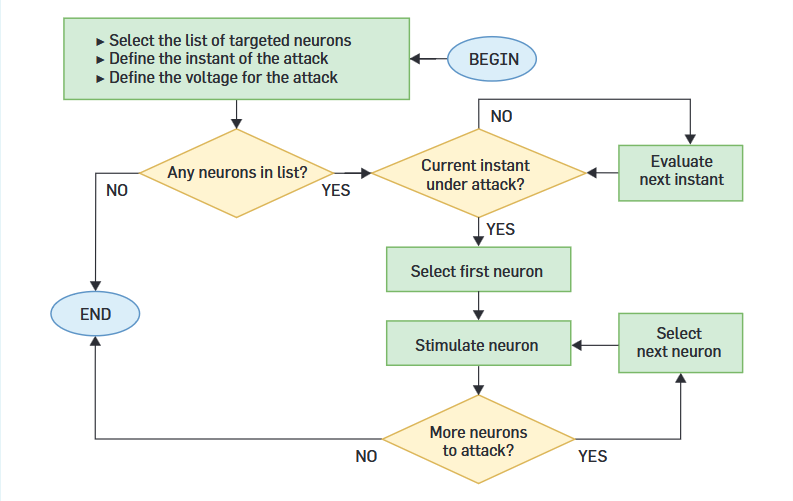 ▸ Select the list of targeted neurons
▸ Define the instant of the attack
▸ Define the voltage for the attack
BEGIN
NO
Any neurons in list?
YES
NO
Current instant
under attack?
Evaluate
next instant
YES
Select first neuron
END
Stimulate neuron
Select
next neuron
More neurons
to attack?
NO
YES